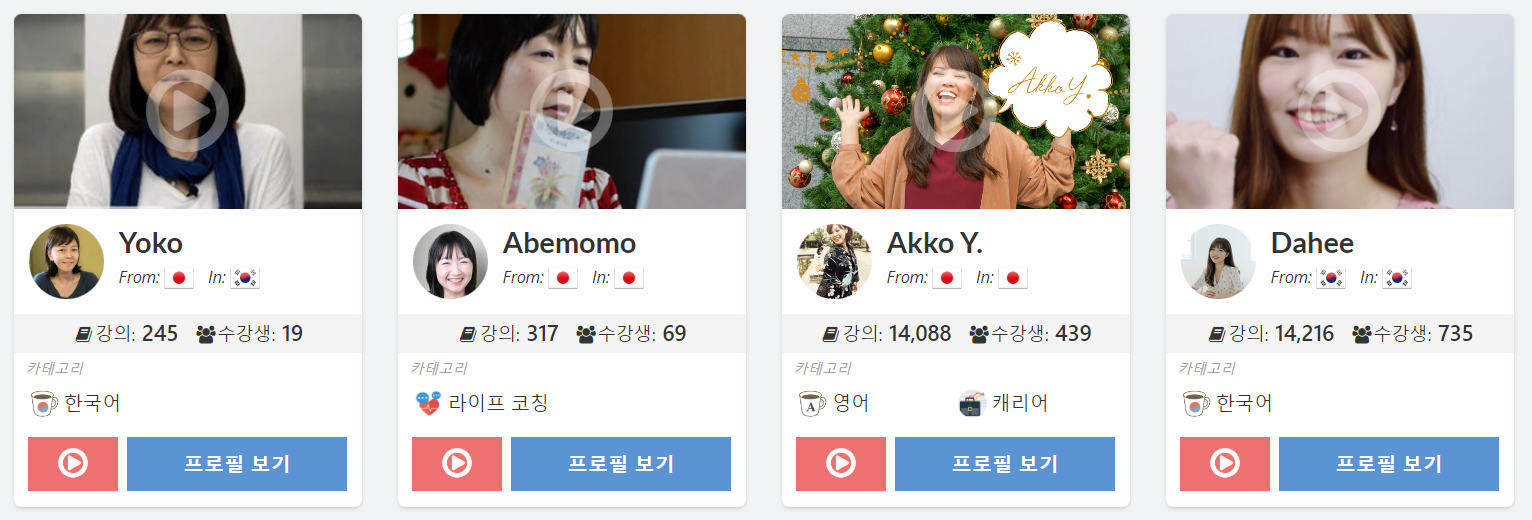 Akko Y.
Yoko
From: In:
강의: 245 수강생: 19
카테고리
한국어
프로필 보기
Abemomo
From: In:
강의: 317 수강생: 69
카테고리
라이프 코칭
프로필 보기
Akko Y.
From: In:
강의: 14,088 수강생: 439
카테고리
A 영어 캐리어
프로필 보기
Dahee
From: In:
강의: 14,216 수강생: 735
카테고리
한국어
프로필 보기